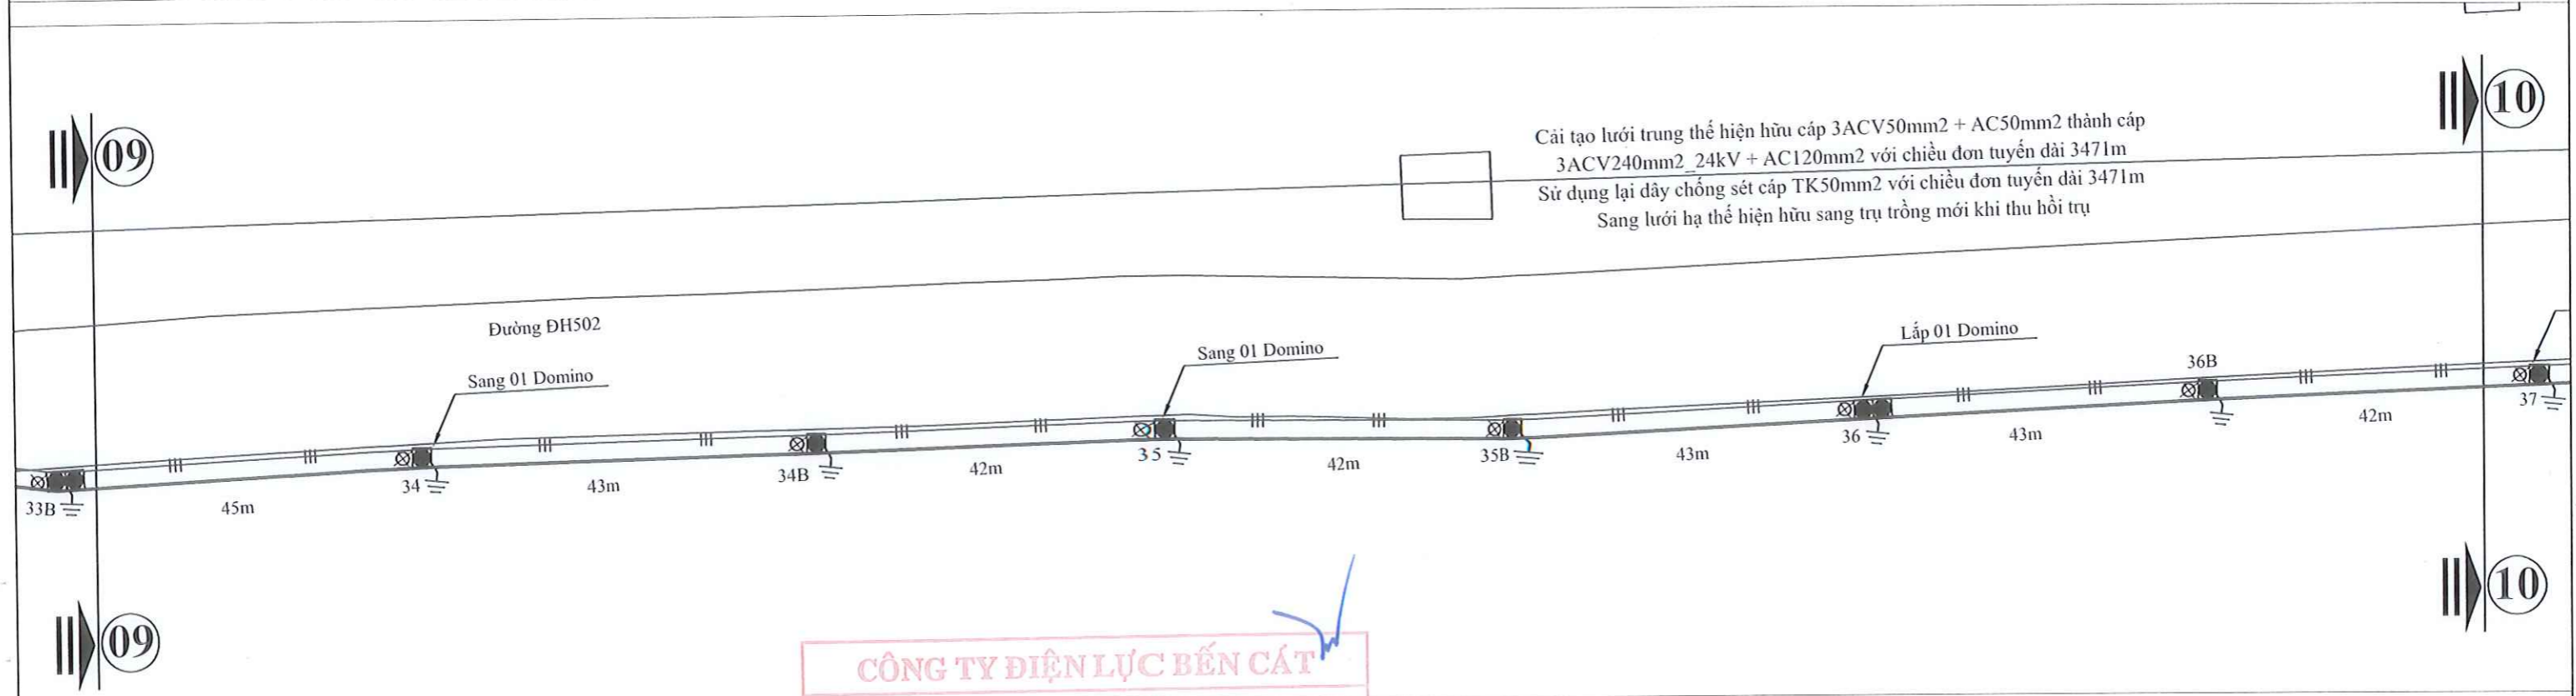 09
10
Cải tạo lưới trung thế hiện hữu cáp 3ACV50mm2 + AC50mm2 thành cáp
3ACV240mm2_24kV + AC120mm2 với chiều đơn tuyến dài 3471m
Sử dụng lại dây chống sét cáp TK50mm2 với chiều đơn tuyến dài 3471m
Sang lưới hạ thế hiện hữu sang trụ trồng mới khi thu hồi trụ
Đường ĐH502
Sang 01 Domino
Sang 01 Domino
Lắp 01 Domino
33B
45m
34
43m
34B
42m
35
42m
35B
43m
36
43m
36B
42m
37
09
10
CÔNG TY ĐIỆN LỰC BẾN CÁT